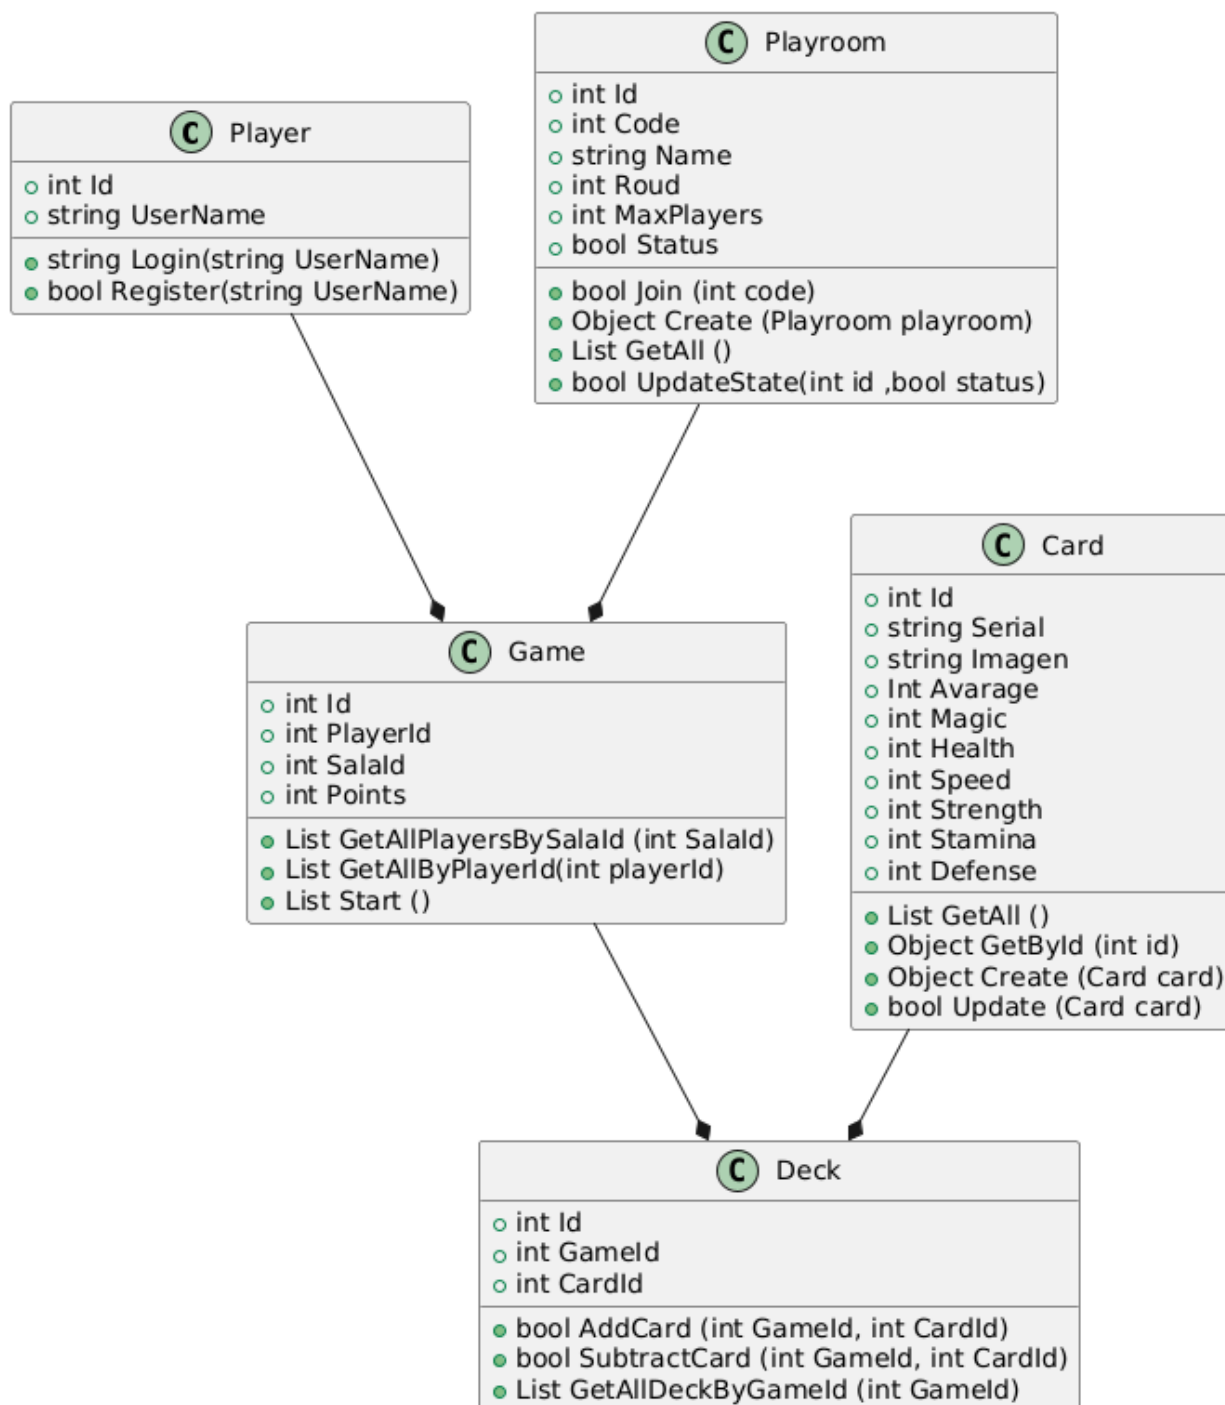 C Player
int Id
string UserName
string Login(string UserName)
bool Register(string UserName)
C Playroom
int Id
int Code
string Name
int Roud
int MaxPlayers
bool Status
bool Join (int code)
Object Create (Playroom playroom)
List GetAll ()
bool UpdateState(int id ,bool status)
C Game
int Id
int PlayerId
int SalaId
int Points
List GetAllPlayersBySalaId (int SalaId)
List GetAllByPlayerId(int playerId)
List Start ()
C Card
int Id
string Serial
string Imagen
Int Avarage
int Magic
int Health
int Speed
int Strength
int Stamina
int Defense
List GetAll ()
Object GetById (int id)
Object Create (Card card)
bool Update (Card card)
C Deck
int Id
int GameId
int CardId
bool AddCard (int GameId, int CardId)
bool SubtractCard (int GameId, int CardId)
List GetAllDeckByGameId (int GameId)